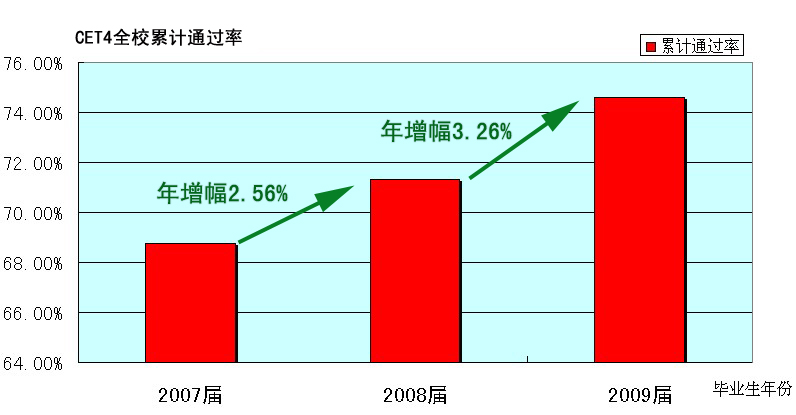 CET4全校累计通过率
累计通过率
76.00%
74.00%
72.00%
70.00%
68.00%
66.00%
64.00%
年增幅3.26%
年增幅2.56%
2007届
2008届
2009届
毕业生年份